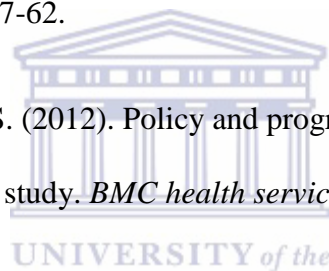 7-62.
S. (2012). Policy and progr
study. BMC health servic
UNIVERSITY of the